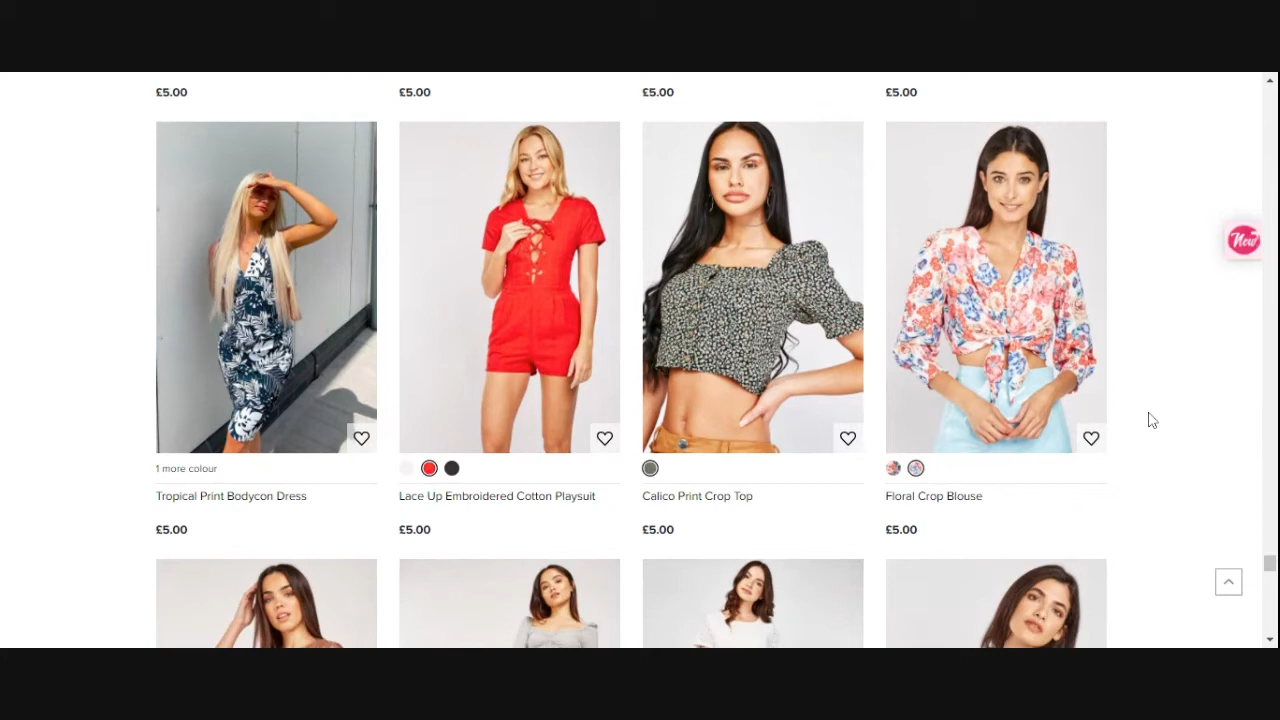 £5.00 £5.00 £5.00 £5.00
New
1 more colour
Tropical Print Bodycon Dress Lace Up Embroidered Cotton Playsuit Calico Print Crop Top Floral Crop Blouse
£5.00 £5.00 £5.00 £5.00